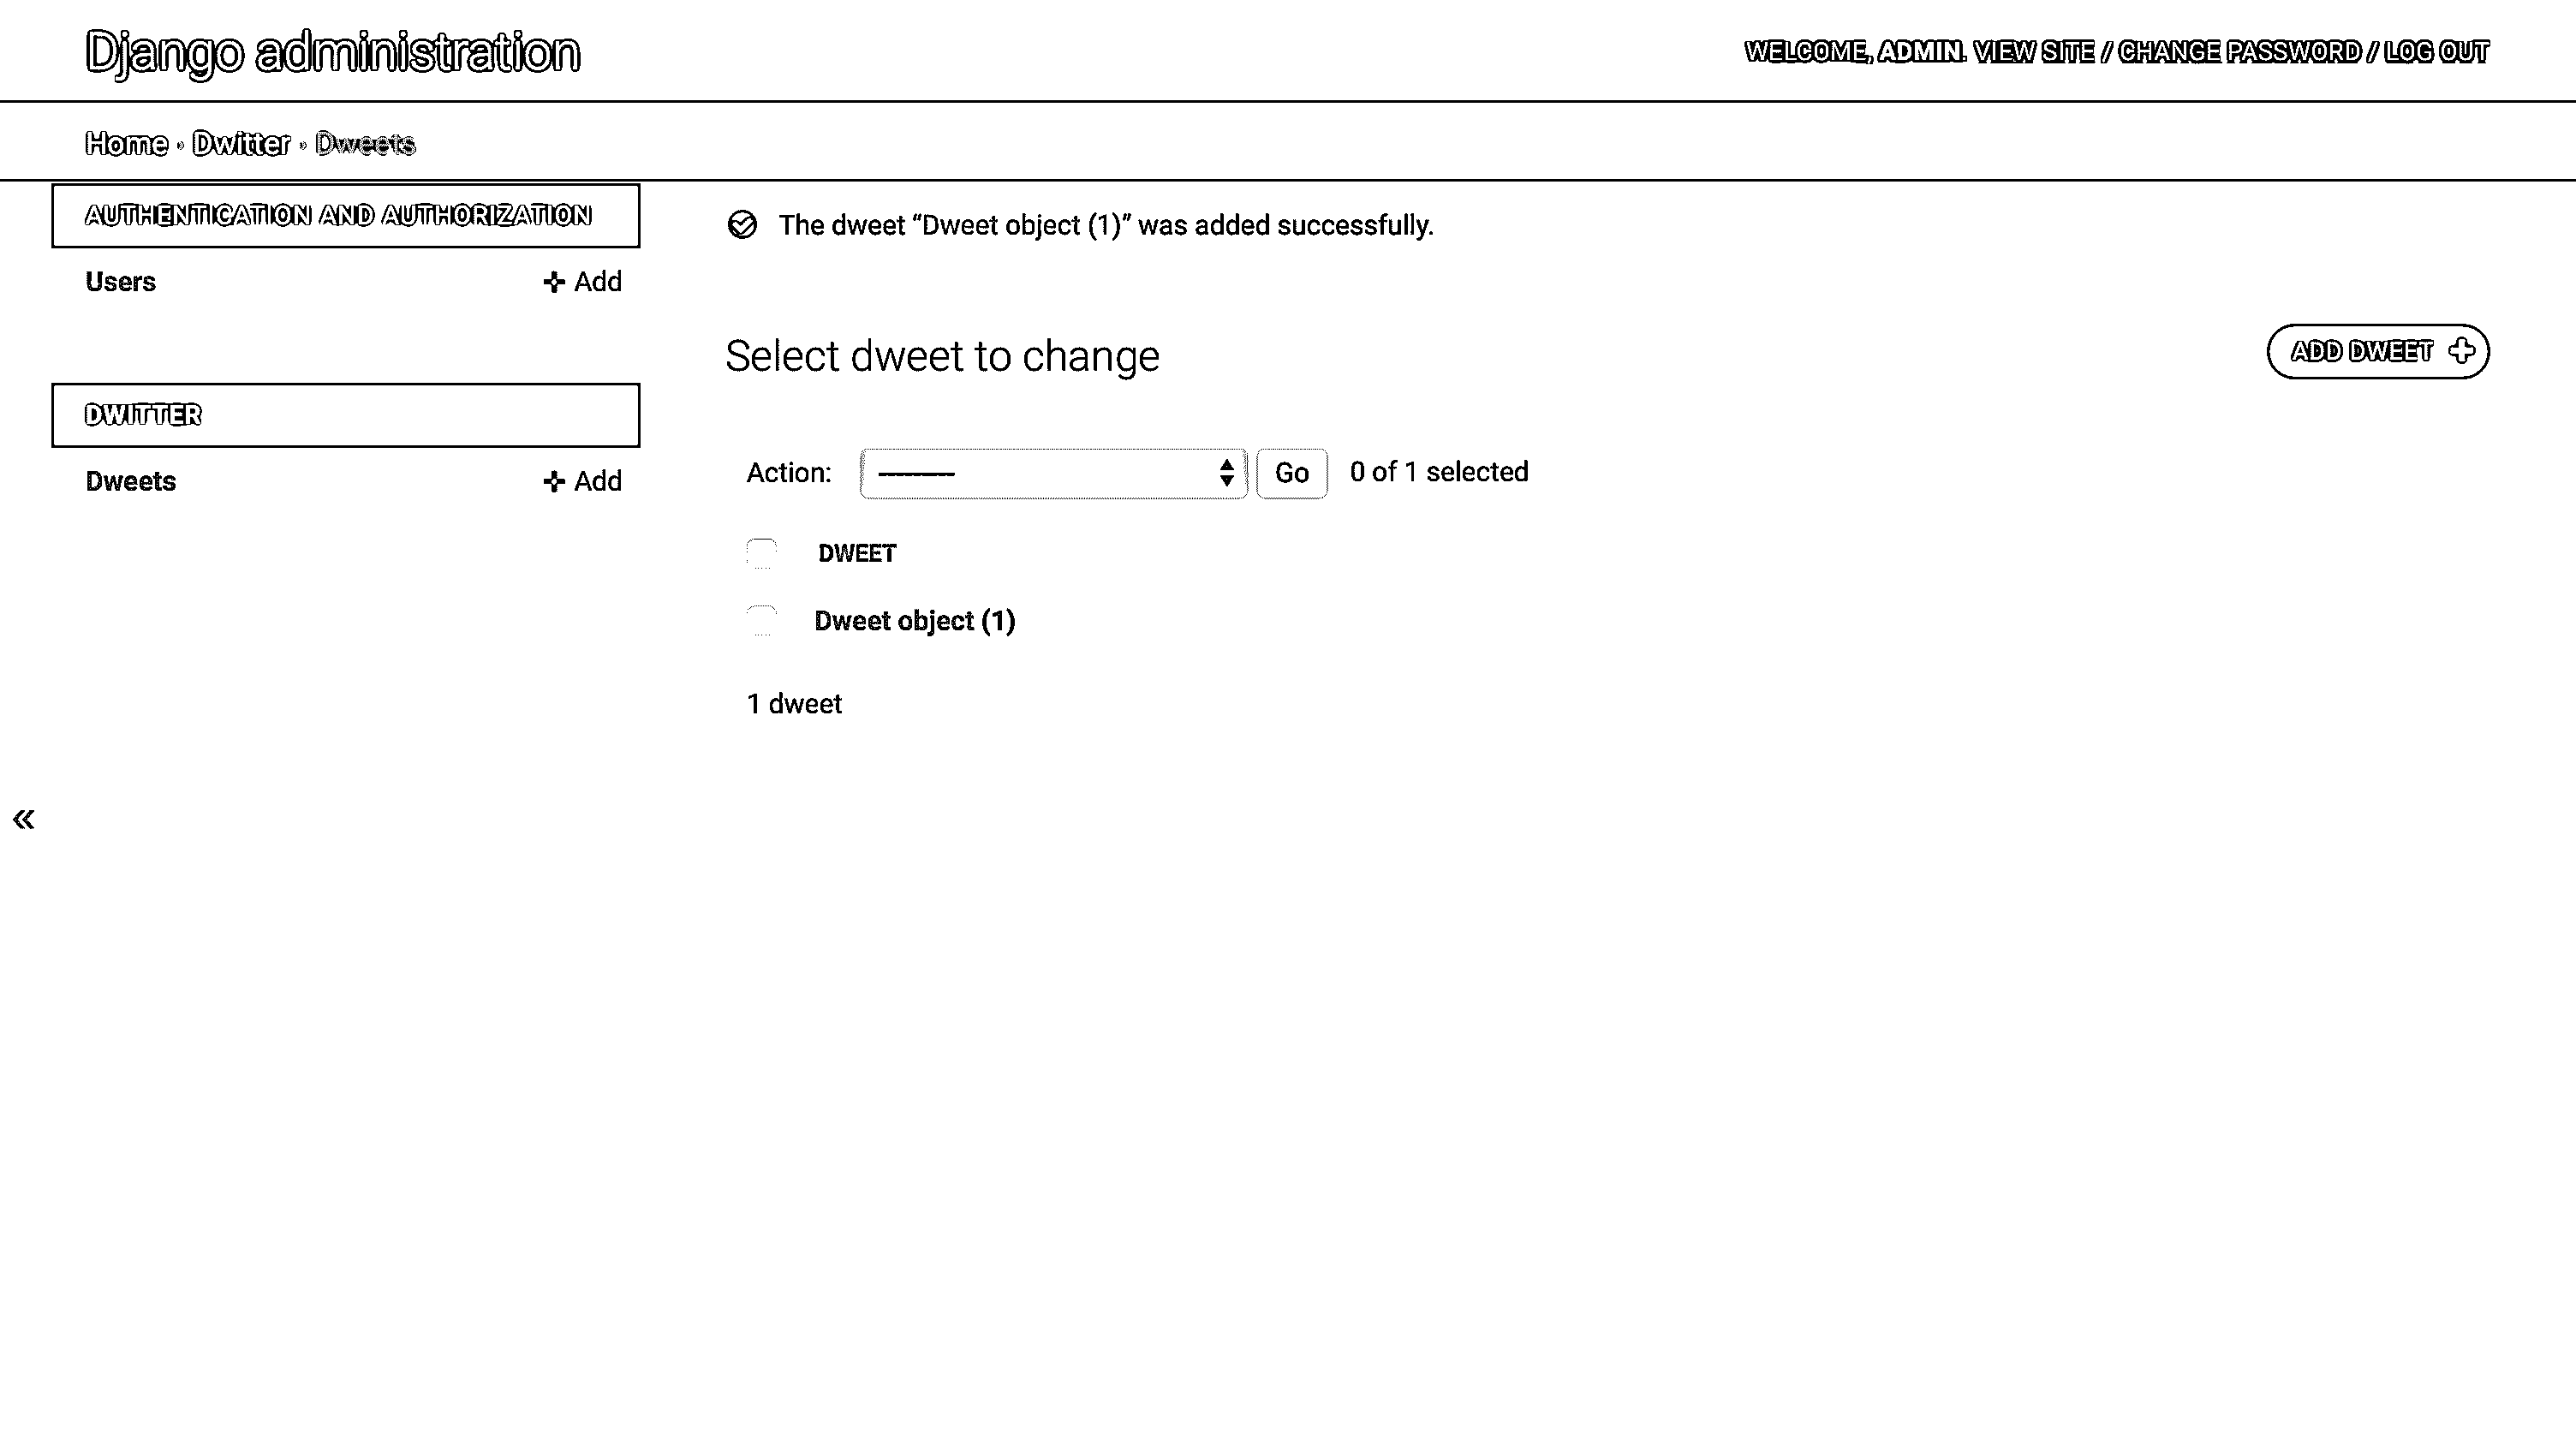 Django administration
WELCOME, ADMIN. VIEW SITE / CHANGE PASSWORD / LOG OUT
Home › Dwitter › Dweets
AUTHENTICATION AND AUTHORIZATION
Users + Add
DWITTER
Dweets + Add
«
The dweet “Dweet object (1)” was added successfully.
Select dweet to change
ADD DWEET +
Action: --------- Go 0 of 1 selected
DWEET
Dweet object (1)
1 dweet